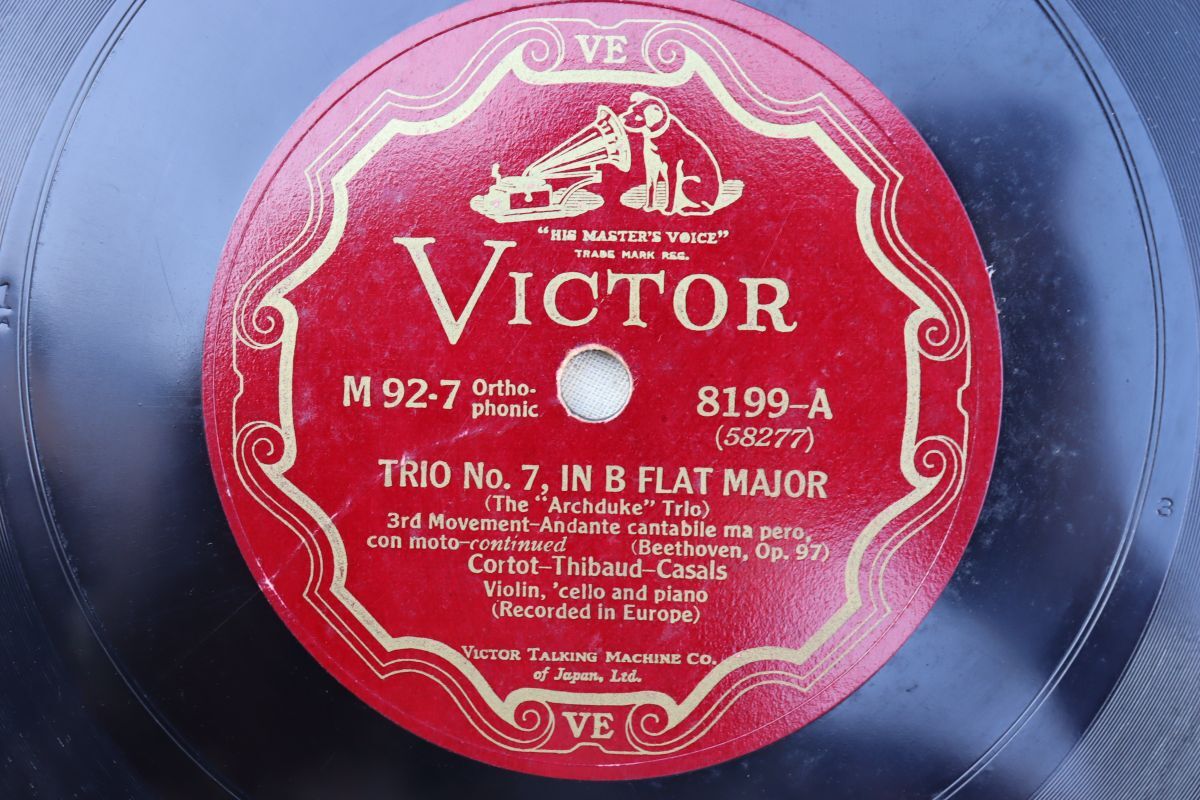 VE
"HIS MASTER'S VOICE"
TRADE MARK REG.
VICTOR
M 92-7 Ortho-
phonic
8199-A
(58277)
TRIO No. 7, IN B FLAT MAJOR
(The "Archduke" Trio)
3rd Movement-Andante cantabile ma pero,
con moto-continued (Beethoven, Op. 97)
Cortot-Thibaud-Casals
Violin, 'cello and piano
(Recorded in Europe)
VICTOR TALKING MACHINE CO.
of Japan, Ltd.
VE
3